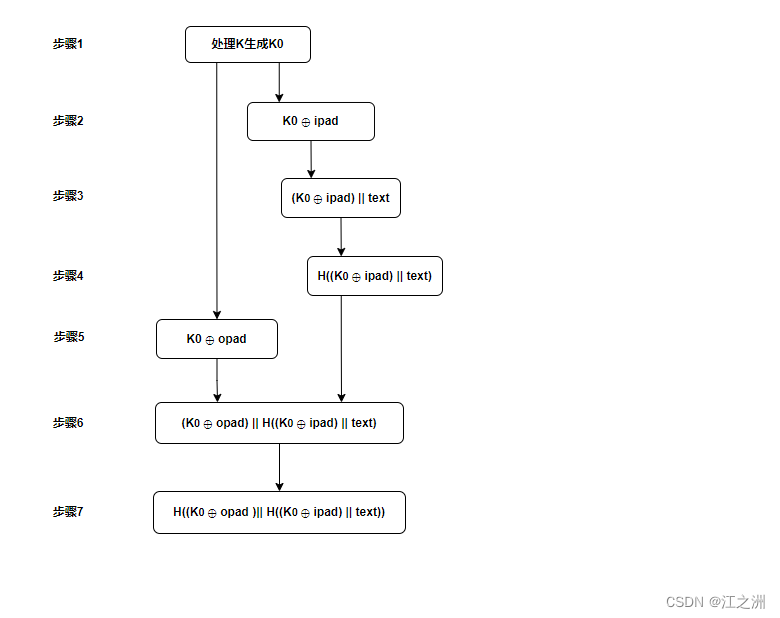 步骤1
处理K生成K0
步骤2
K0 ⊕ ipad
步骤3
(K0 ⊕ ipad) || text
步骤4
H((K0 ⊕ ipad) || text)
步骤5
K0 ⊕ opad
步骤6
(K0 ⊕ opad) || H((K0 ⊕ ipad) || text)
步骤7
H((K0 ⊕ opad )|| H((K0 ⊕ ipad) || text))
CSDN @江之洲